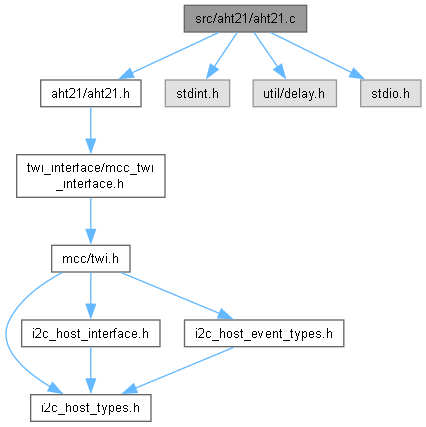 src/aht21/aht21.c
aht21/aht21.h
stdint.h
util/delay.h
stdio.h
twi_interface/mcc_twi
_interface.h
mcc/twi.h
i2c_host_interface.h
i2c_host_event_types.h
i2c_host_types.h